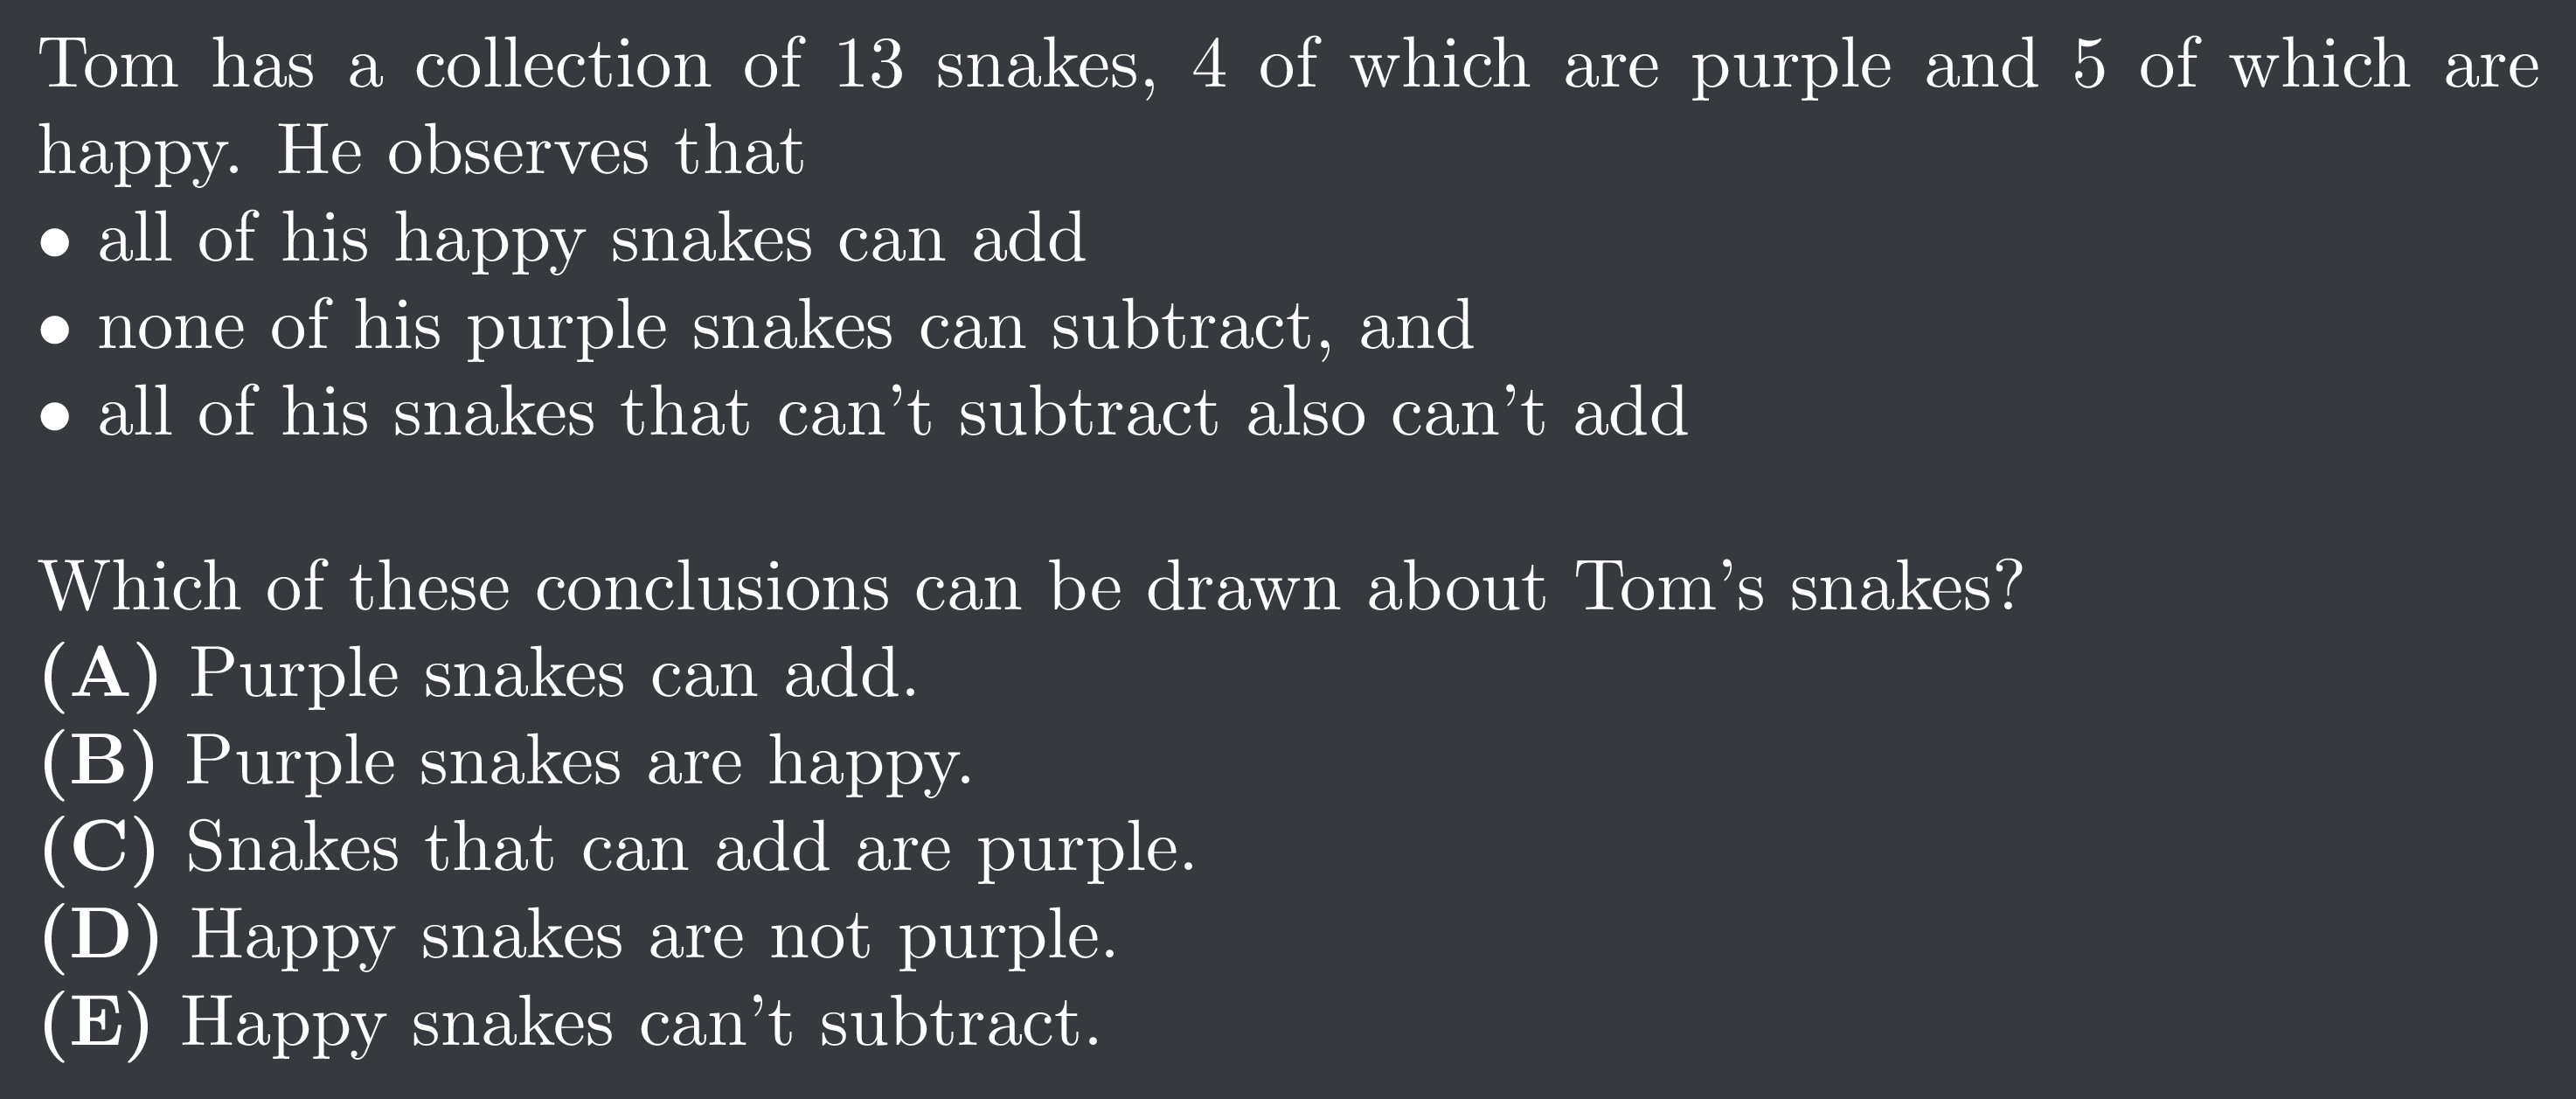 Tom has a collection of 13 snakes, 4 of which are purple and 5 of which are
happy. He observes that
• all of his happy snakes can add
• none of his purple snakes can subtract, and
• all of his snakes that can't subtract also can't add
Which of these conclusions can be drawn about Tom's snakes?
(A) Purple snakes can add.
(B) Purple snakes are happy.
(C) Snakes that can add are purple.
(D) Happy snakes are not purple.
(E) Happy snakes can't subtract.